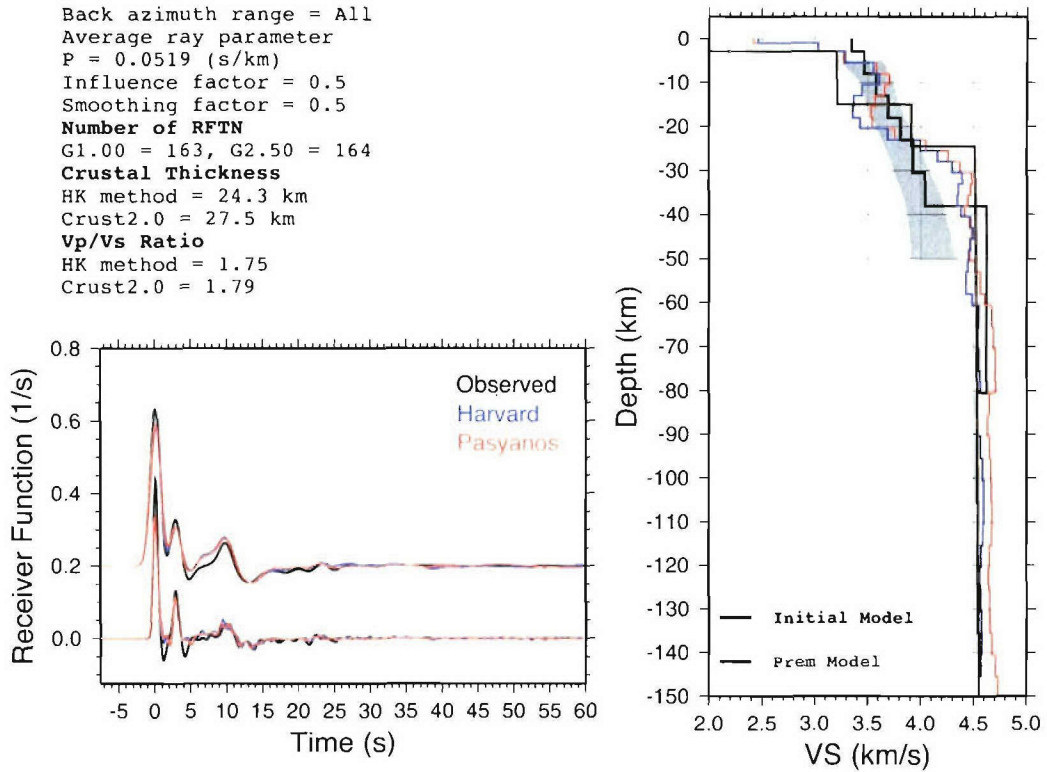 Back azimuth range = All
Average ray parameter
P = 0.0519 (s/km)
Influence factor = 0.5
Smoothing factor = 0.5
Number of RFTN
G1.00 = 163, G2.50 = 164
Crustal Thickness
HK method = 24.3 km
Crust2.0 = 27.5 km
Vp/Vs Ratio
HK method = 1.75
Crust2.0 = 1.79
0.8
0.6
0.4
0.2
0.0
Receiver Function (1/s)
Observed
Harvard
Pasyanos
-5 0 5 10 15 20 25 30 35 40 45 50 55 60
Time (s)
0
-10
-20
-30
-40
-50
-60
-70
-80
-90
-100
-110
-120
-130
-140
-150
Depth (km)
Initial Model
Prem Model
2.0 2.5 3.0 3.5 4.0 4.5 5.0
VS (km/s)